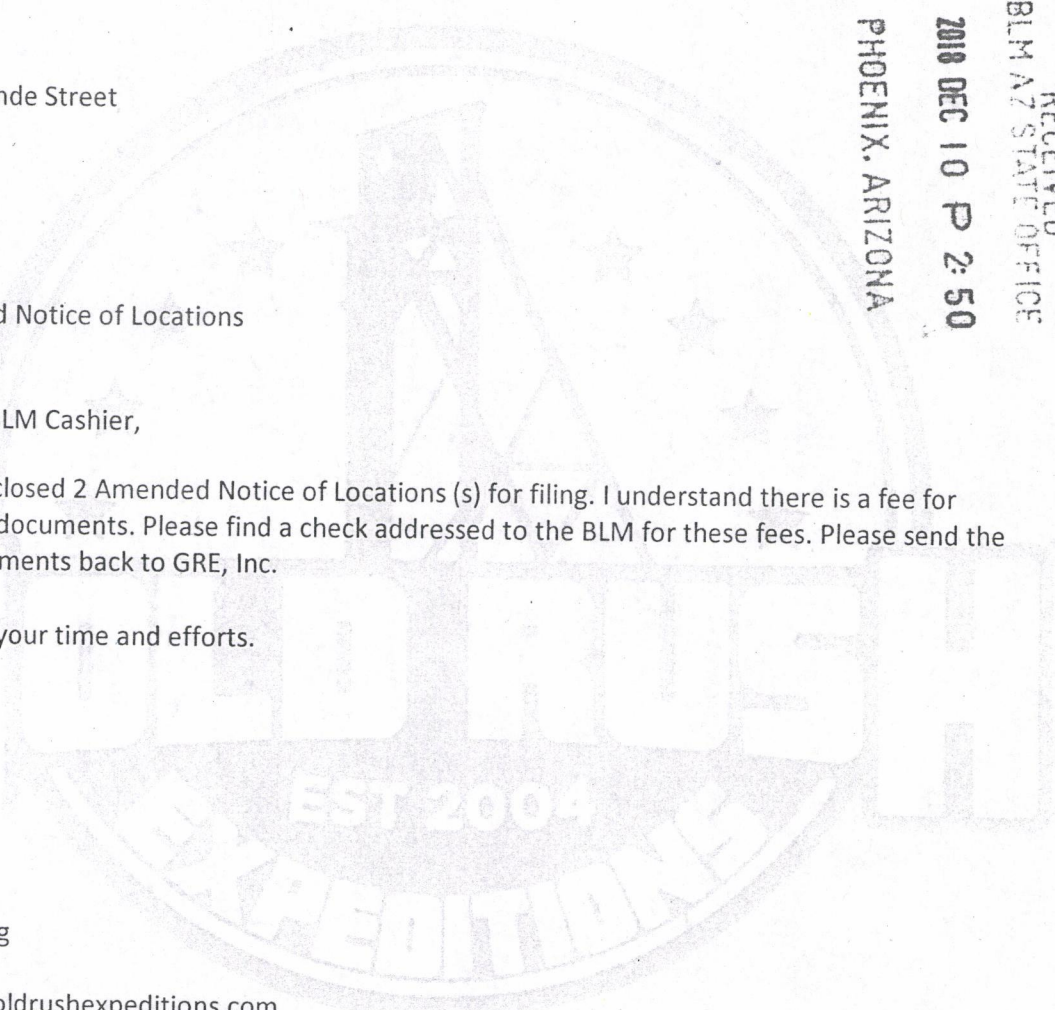 RECEIVED
BLM AZ STATE OFFICE
2018 DEC 10 P 2:50
PHOENIX, ARIZONA
nde Street
d Notice of Locations
LM Cashier,
closed 2 Amended Notice of Locations (s) for filing. I understand there is a fee for
documents. Please find a check addressed to the BLM for these fees. Please send the
ments back to GRE, Inc.
your time and efforts.
OLD RUSH
EST 2004
EXPEDITIONS
g
oldrushexpeditions.com